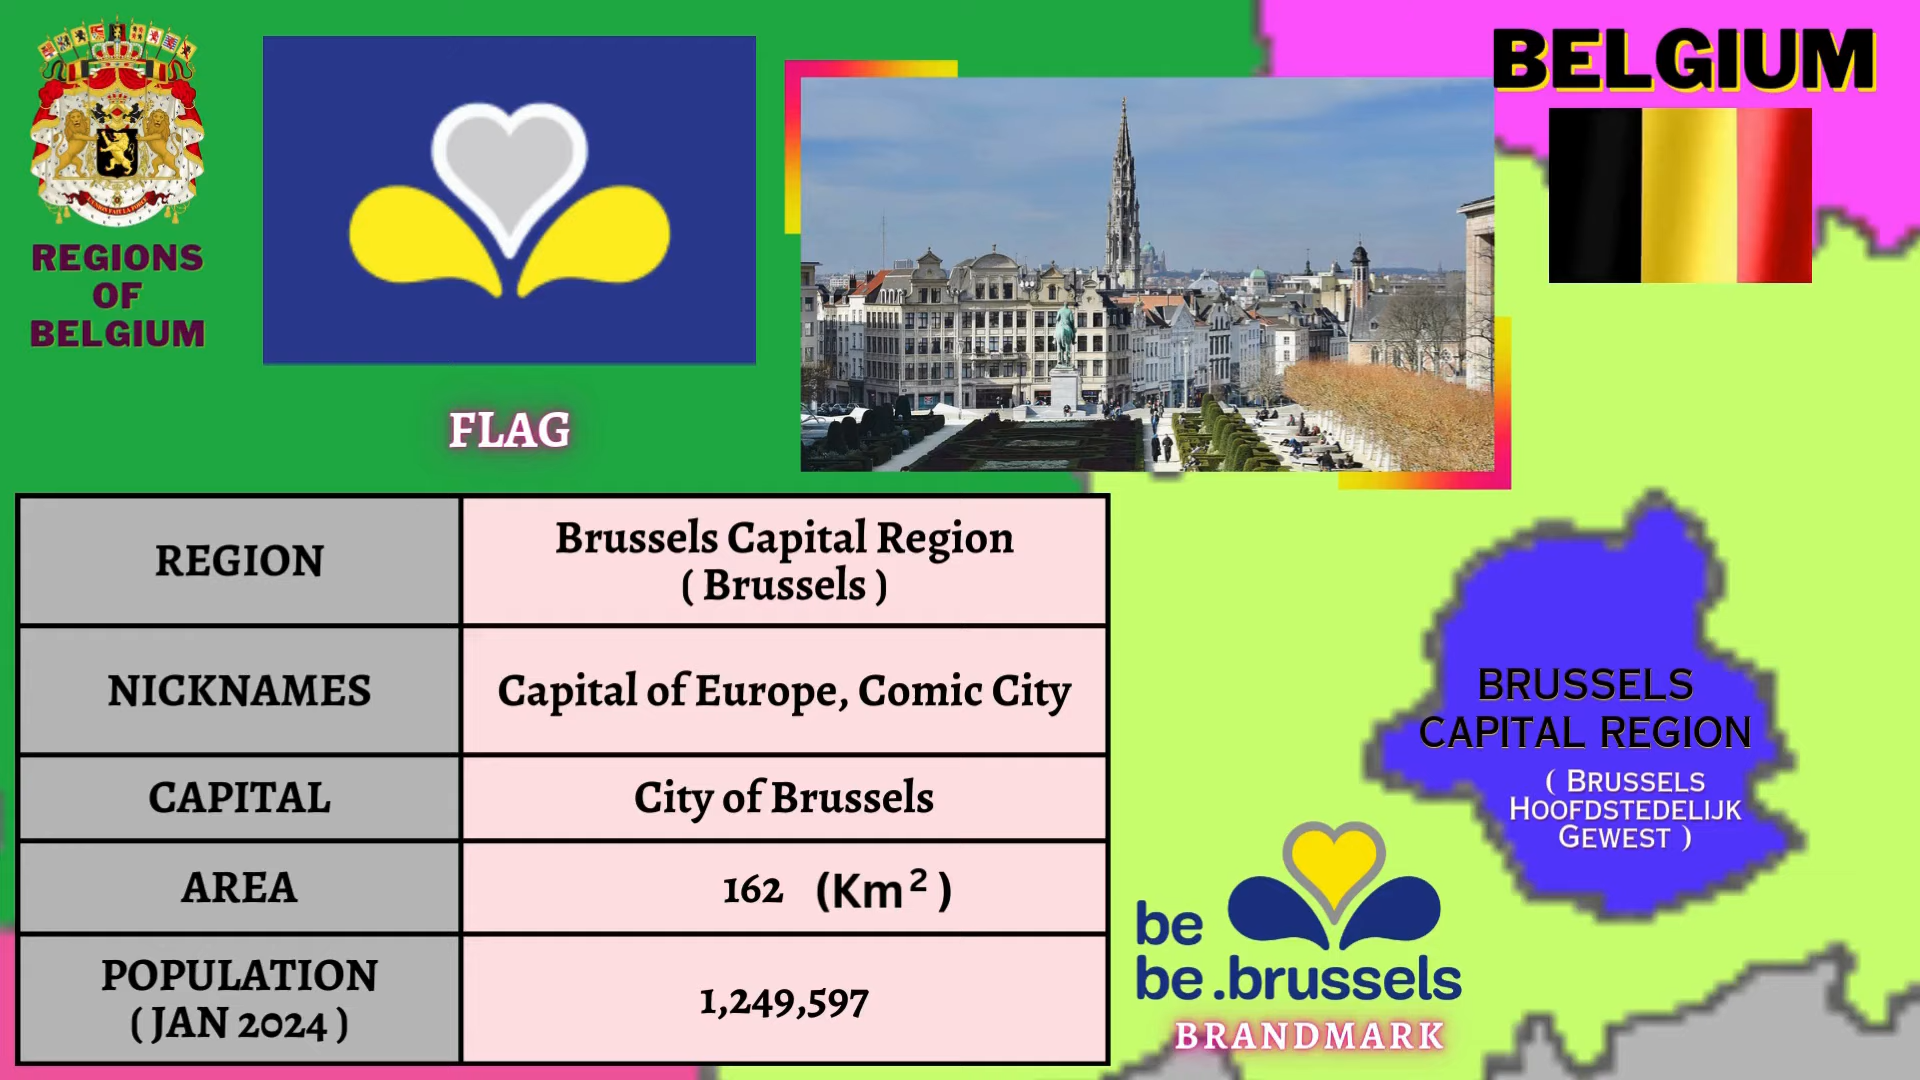 REGIONS
OF
BELGIUM
FLAG
BELGIUM
REGION
Brussels Capital Region
( Brussels )
NICKNAMES
Capital of Europe, Comic City
CAPITAL
City of Brussels
AREA
162 (Km²)
POPULATION
( JAN 2024 )
1,249,597
BRUSSELS
CAPITAL REGION
( BRUSSELS
HOOFDSTEDELIJK
GEWEST )
be
be .brussels
BRANDMARK